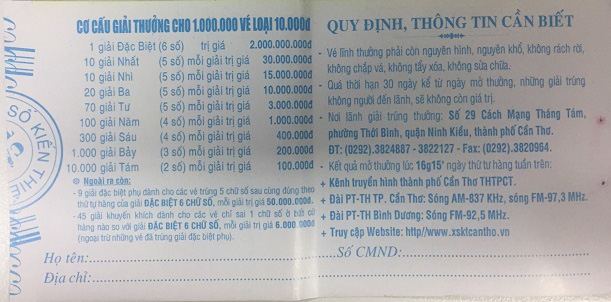 CƠ CẤU GIẢI THƯỞNG CHO 1.000.000 VÉ LOẠI 10.000đ
1 giải Đặc Biệt (6 số) trị giá 2.000.000.000đ
10 giải Nhất (5 số) mỗi giải trị giá 30.000.000đ
10 giải Nhì (5 số) mỗi giải trị giá 15.000.000đ
20 giải Ba (5 số) mỗi giải trị giá 10.000.000đ
70 giải Tư (5 số) mỗi giải trị giá 3.000.000đ
100 giải Năm (4 số) mỗi giải trị giá 1.000.000đ
300 giải Sáu (4 số) mỗi giải trị giá 400.000đ
1.000 giải Bảy (3 số) mỗi giải trị giá 200.000đ
10.000 giải Tám (2 số) mỗi giải trị giá 100.000đ
Ngoài ra còn:
- 9 giải đặc biệt phụ dành cho các vé trúng 5 chữ số sau cùng đúng theo
thứ tự hàng của giải ĐẶC BIỆT 6 CHỮ SỐ, mỗi giải trị giá 50.000.000đ.
- 45 giải khuyến khích dành cho các vé chỉ sai 1 chữ số ở bất cứ
hàng nào so với giải ĐẶC BIỆT 6 CHỮ SỐ, mỗi giải trị giá 6.000.000đ
(ngoại trừ những vé đã trúng giải đặc biệt phụ).
SỐ KIẾN THIẾT
QUY ĐỊNH, THÔNG TIN CẦN BIẾT
- Vé lĩnh thưởng phải còn nguyên hình, nguyên khổ, không rách rời,
không chắp vá, không tẩy xóa, không sửa chữa.
- Quá thời hạn 30 ngày kể từ ngày mở thưởng, những giải trúng
không người đến lãnh, sẽ không còn giá trị.
- Nơi lãnh giải trúng thưởng: Số 29 Cách Mạng Tháng Tám,
phường Thới Bình, quận Ninh Kiều, thành phố Cần Thơ.
ĐT: (0292).3824887 - 3822127 - Fax: (0292).3820964.
- Kết quả mở thưởng lúc 16g15' ngày thứ tư hàng tuần trên:
+ Kênh truyền hình thành phố Cần Thơ THTPCT.
+ Đài PT-TH TP. Cần Thơ: Sóng AM-837 KHz, sóng FM-97,3 MHz.
+ Đài PT-TH Bình Dương: Sóng FM-92,5 MHz.
+ Truy cập Website: http//www.xsktcantho.vn
Họ tên: Số CMND:
Địa chỉ: